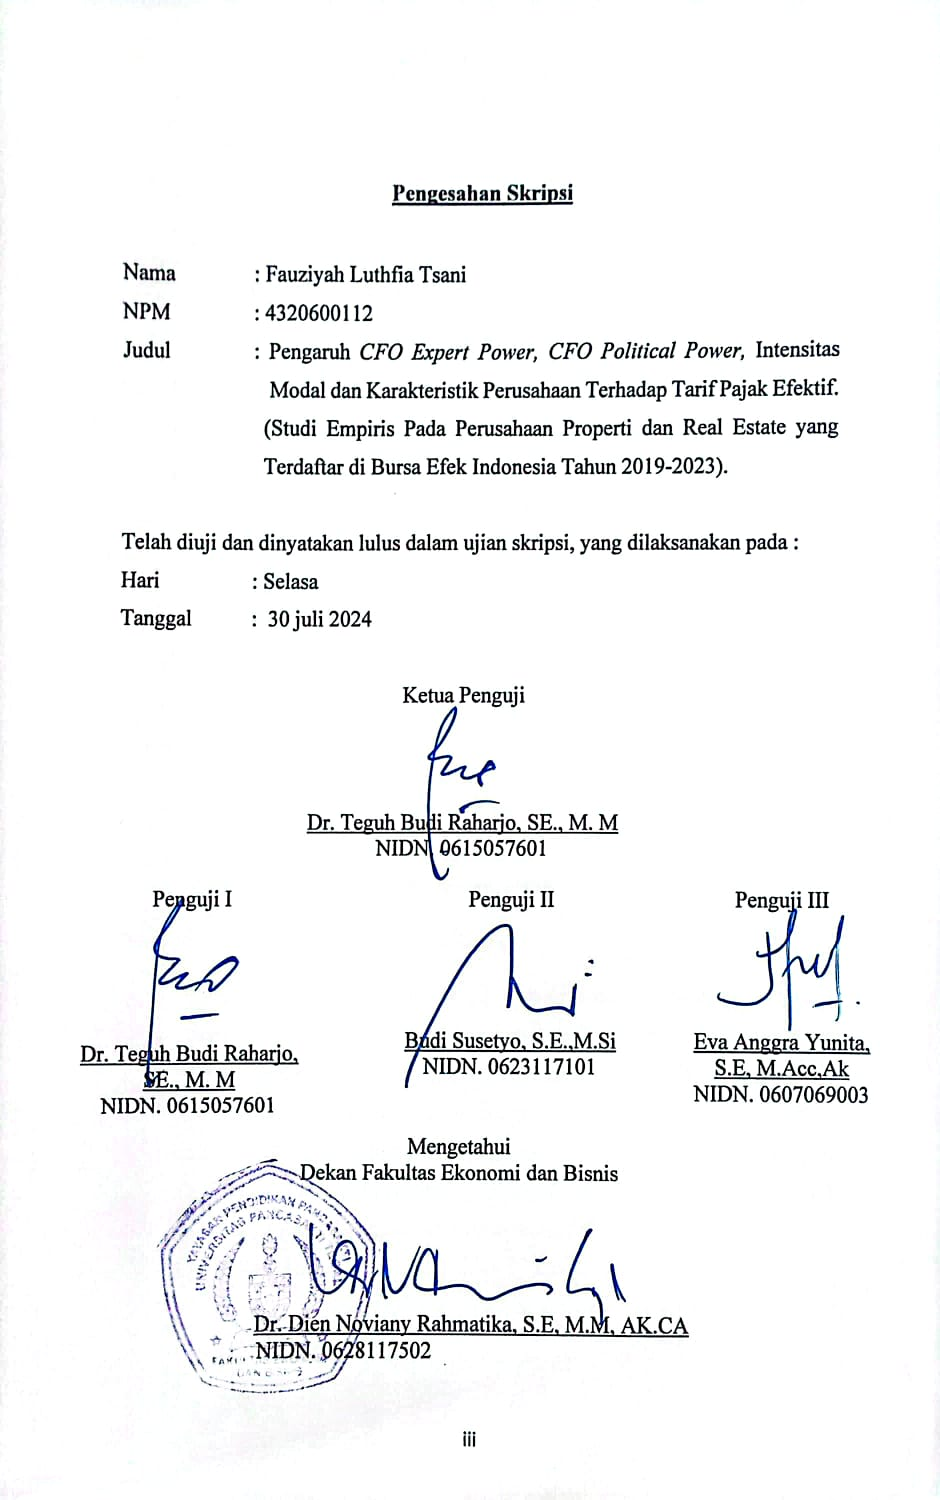 Pengesahan Skripsi
Nama : Fauziyah Luthfia Tsani
NPM : 4320600112
Judul : Pengaruh CFO Expert Power, CFO Political Power, Intensitas
Modal dan Karakteristik Perusahaan Terhadap Tarif Pajak Efektif.
(Studi Empiris Pada Perusahaan Properti dan Real Estate yang
Terdaftar di Bursa Efek Indonesia Tahun 2019-2023).
Telah diuji dan dinyatakan lulus dalam ujian skripsi, yang dilaksanakan pada :
Hari : Selasa
Tanggal : 30 juli 2024
Ketua Penguji
Dr. Teguh Budi Raharjo, SE., M. M
NIDN 0615057601
Penguji I
Dr. Teguh Budi Raharjo,
SE., M. M
NIDN. 0615057601
Penguji II
Budi Susetyo, S.E.,M.Si
NIDN. 0623117101
Penguji III
Eva Anggra Yunita,
S.E, M.Acc,Ak
NIDN. 0607069003
Mengetahui
Dekan Fakultas Ekonomi dan Bisnis
YAYASAN PENDIDIKAN
UNIVERSITAS
Dr. Dien Noviany Rahmatika, S.E, M.M, AK.CA
NIDN. 0628117502
iii